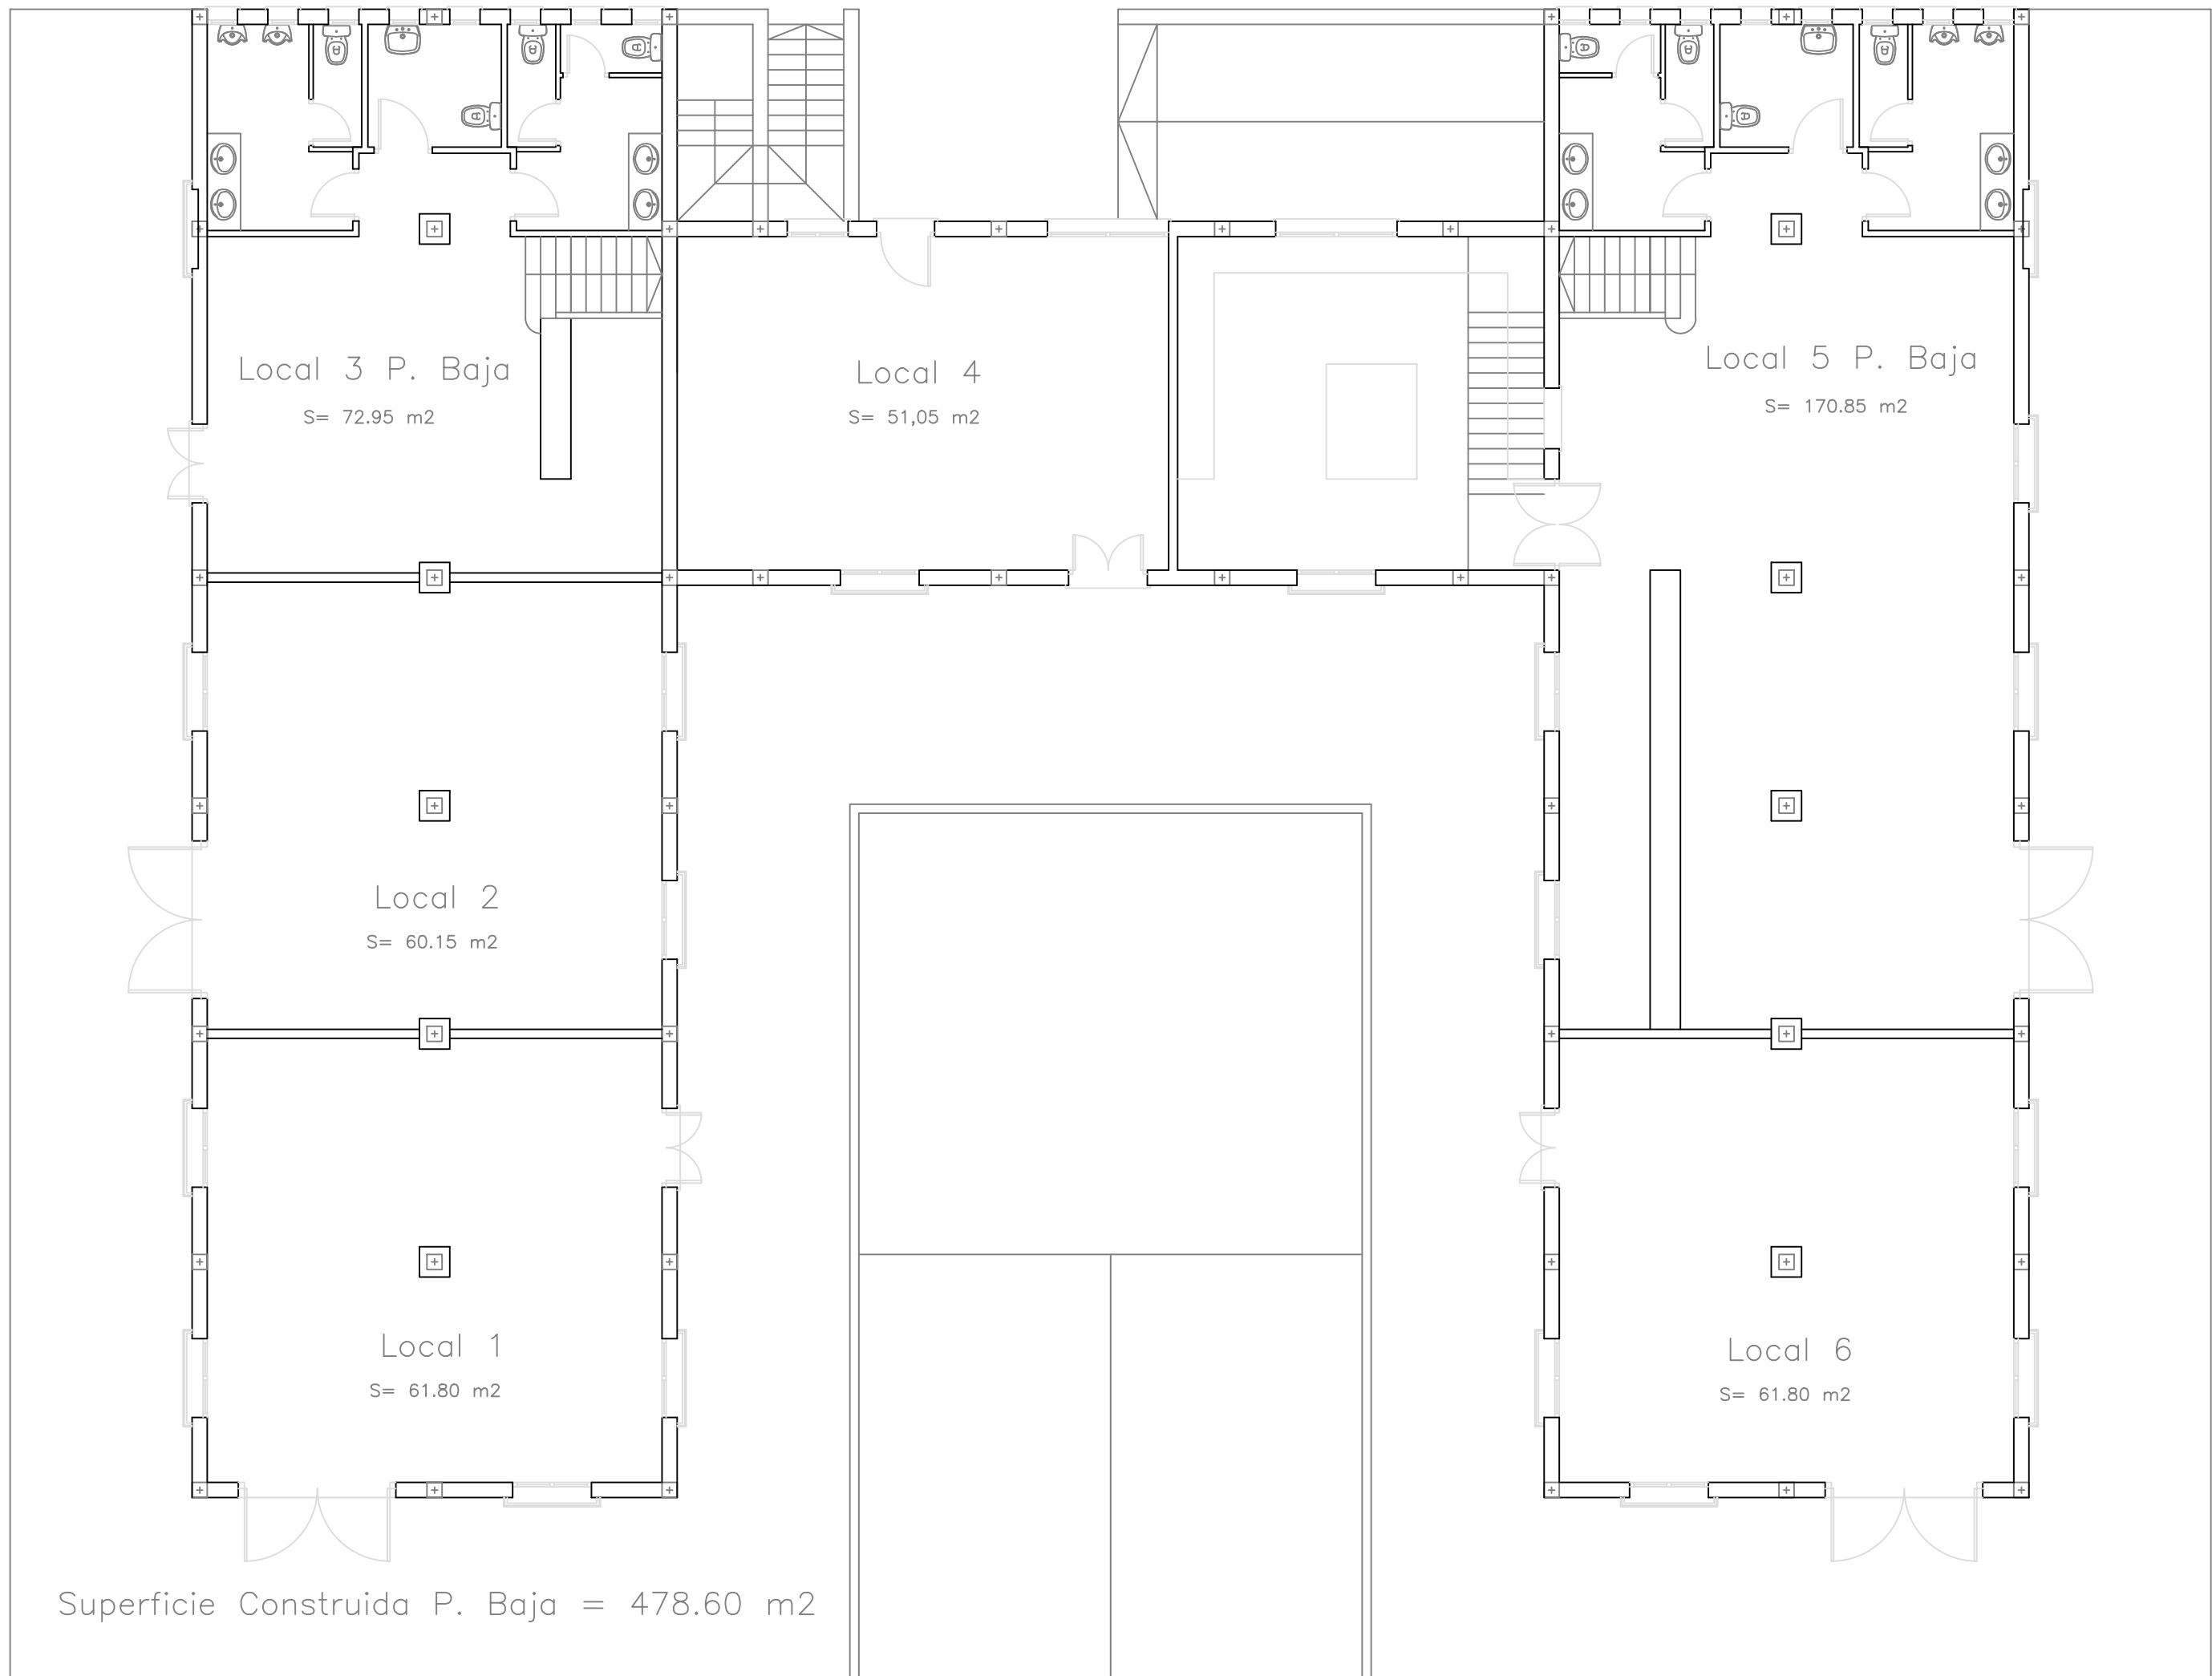 Local 3 P. Baja
S= 72.95 m2
Local 4
S= 51,05 m2
Local 5 P. Baja
S= 170.85 m2
Local 2
S= 60.15 m2
Local 1
S= 61.80 m2
Local 6
S= 61.80 m2
Superficie Construida P. Baja = 478.60 m2